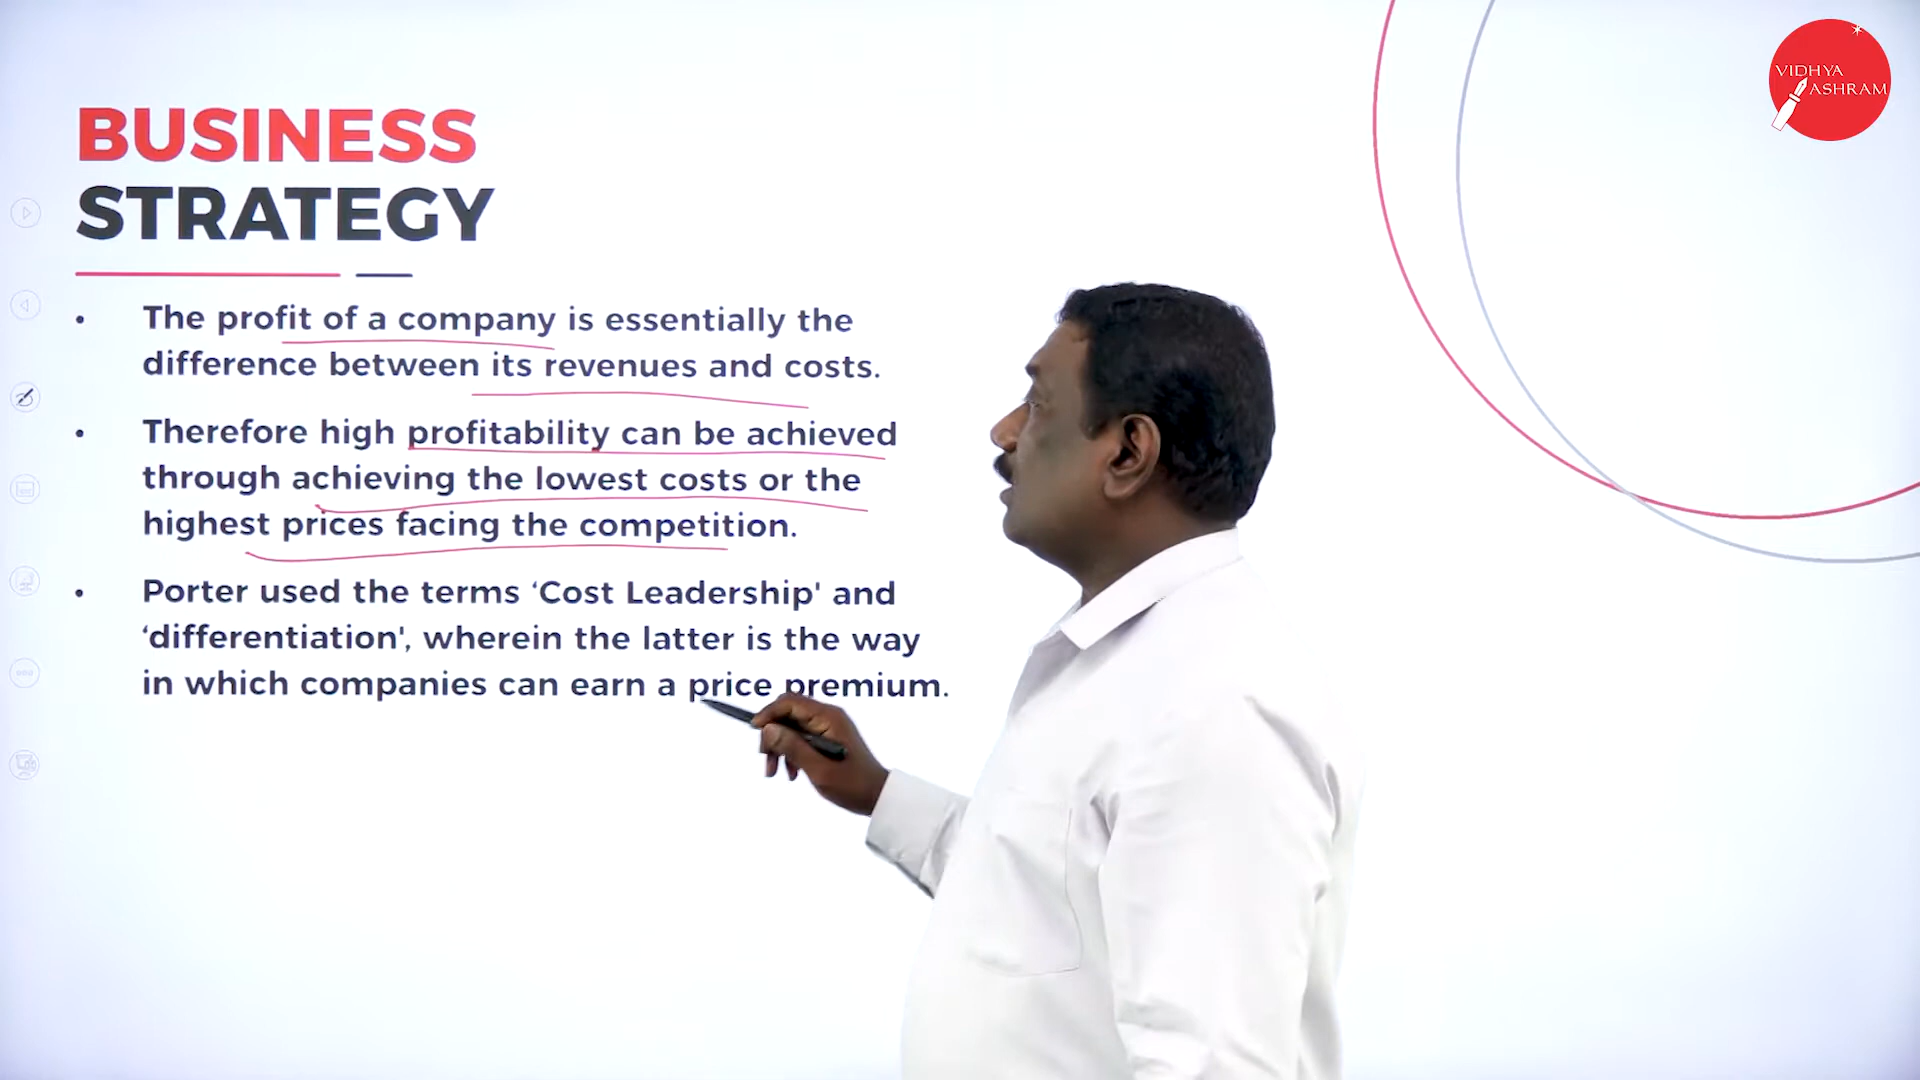 VIDHYA
ASHRAM
BUSINESS
STRATEGY
• The profit of a company is essentially the
difference between its revenues and costs.
• Therefore high profitability can be achieved
through achieving the lowest costs or the
highest prices facing the competition.
• Porter used the terms ‘Cost Leadership' and
‘differentiation', wherein the latter is the way
in which companies can earn a price premium.